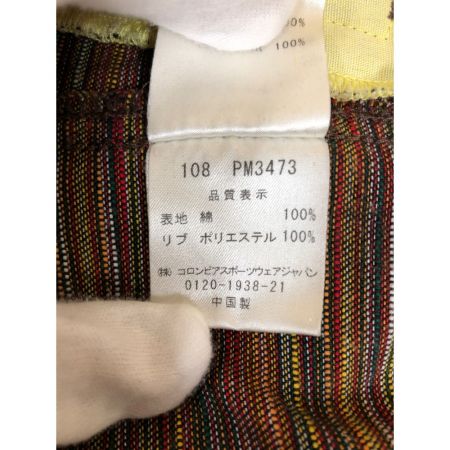 100%
108 PM3473
品質表示
表地 綿 100%
リブ ポリエステル 100%
(株) コロンビアスポーツウェアジャパン
0120-1938-21
中国製